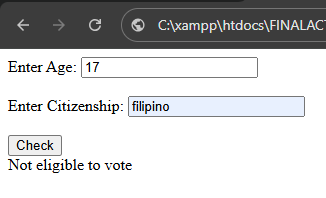 C:\xampp\htdocs\FINALACT
Enter Age: 17
Enter Citizenship: filipino
Check
Not eligible to vote